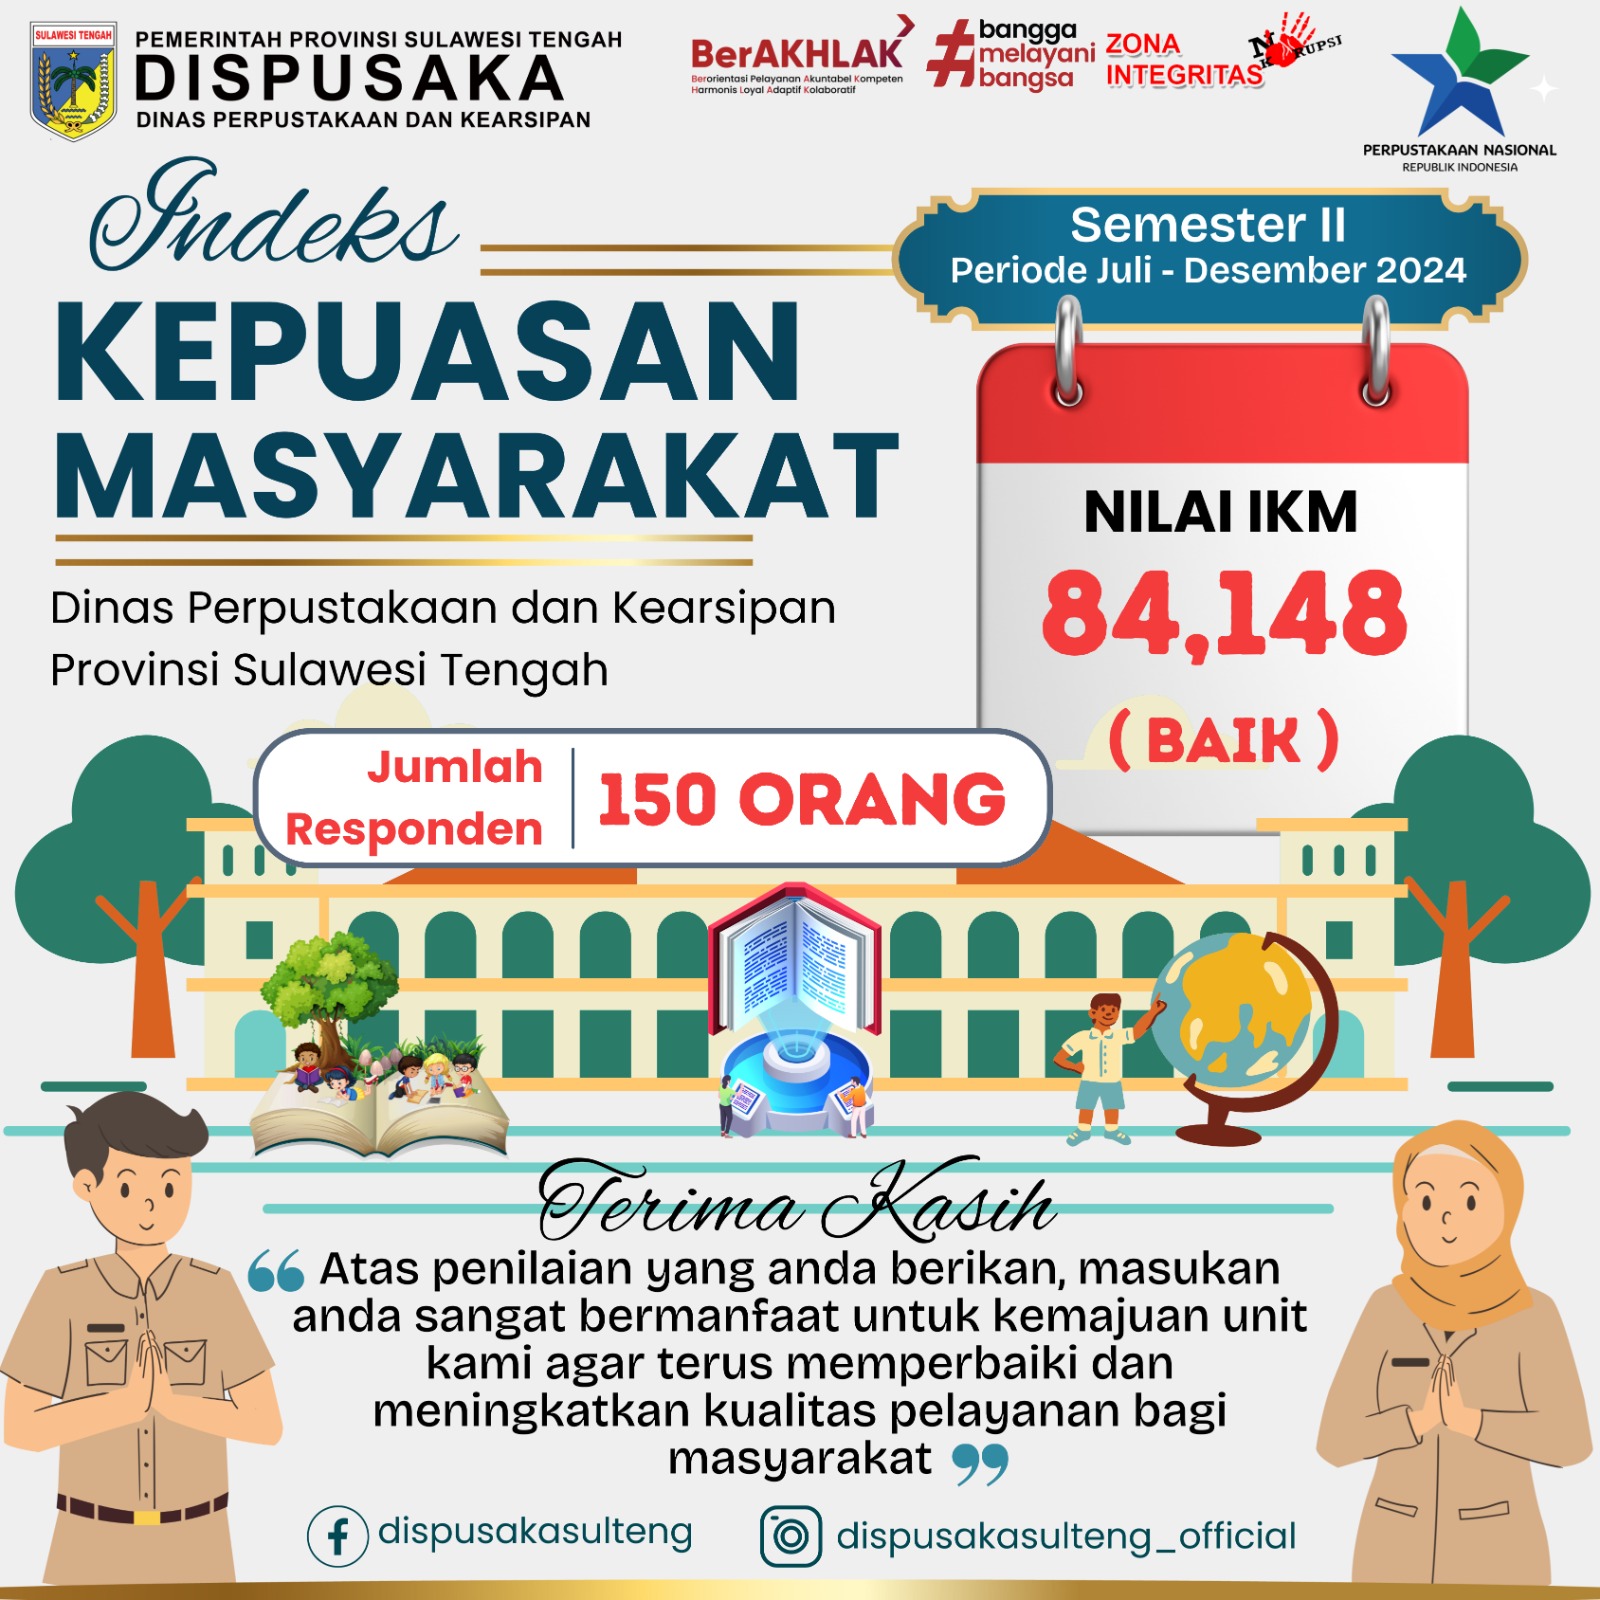 SULAWESI TENGAH
PEMERINTAH PROVINSI SULAWESI TENGAH
DISPUSAKA
DINAS PERPUSTAKAAN DAN KEARSIPAN
BerAKHLAK
Berorientasi Pelayanan Akuntabel Kompeten
Harmonis Loyal Adaptif Kolaboratif
#bangga
melayani
bangsa
ZONA
INTEGRITAS
NO KORUPSI
PERPUSTAKAAN NASIONAL
REPUBLIK INDONESIA
Indeks
KEPUASAN
MASYARAKAT
Dinas Perpustakaan dan Kearsipan
Provinsi Sulawesi Tengah
Semester II
Periode Juli - Desember 2024
NILAI IKM
84,148
( BAIK )
Jumlah
Responden
150 ORANG
Terima Kasih
“ Atas penilaian yang anda berikan, masukan
anda sangat bermanfaat untuk kemajuan unit
kami agar terus memperbaiki dan
meningkatkan kualitas pelayanan bagi
masyarakat ”
dispusakasulteng
dispusakasulteng_official